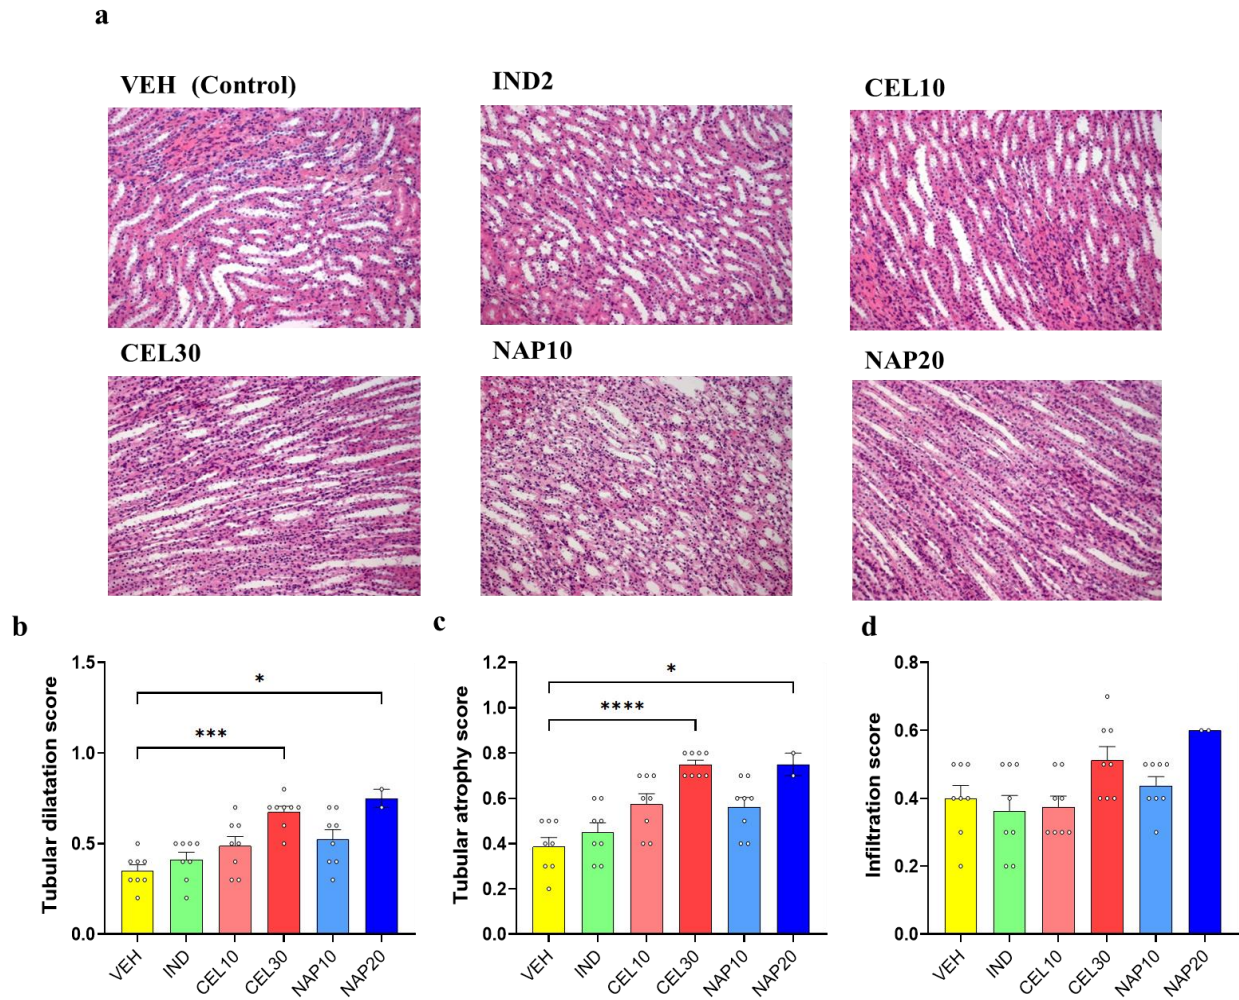 a
VEH (Control)
IND2
CEL10
CEL30
NAP10
NAP20
b
Tubular dilatation score
1.5
1.0
0.5
0.0
*
***
VEH
IND
CEL10
CEL30
NAP10
NAP20
c
Tubular atrophy score
1.2
1.0
0.8
0.6
0.4
0.2
0.0
*
****
VEH
IND
CEL10
CEL30
NAP10
NAP20
d
Infiltration score
0.8
0.6
0.4
0.2
0.0
VEH
IND
CEL10
CEL30
NAP10
NAP20